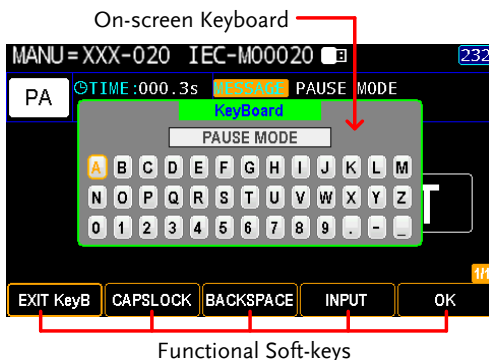 On-screen Keyboard
MANU=XXX-020 IEC-M00020 232
PA TIME:000.3s MESSAGE PAUSE MODE
KeyBoard
PAUSE MODE
A B C D E F G H I J K L M
N O P Q R S T U V W X Y Z
0 1 2 3 4 5 6 7 8 9 . - _
T
1/1
EXIT KeyB CAPSLOCK BACKSPACE INPUT OK
Functional Soft-keys